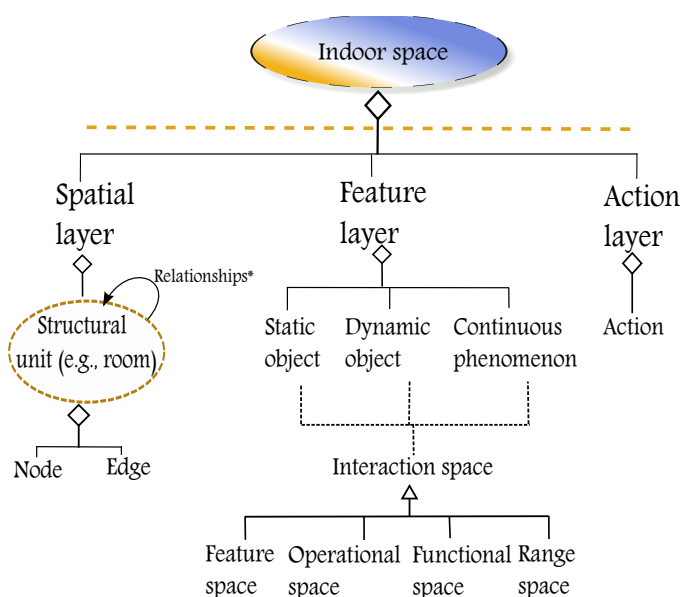 Indoor space
Spatial
layer
Feature
layer
Action
layer
Relationships*
Structural
unit (e.g., room)
Static
object
Dynamic
object
Continuous
phenomenon
Action
Node
Edge
Interaction space
Feature
space
Operational
space
Functional
space
Range
space